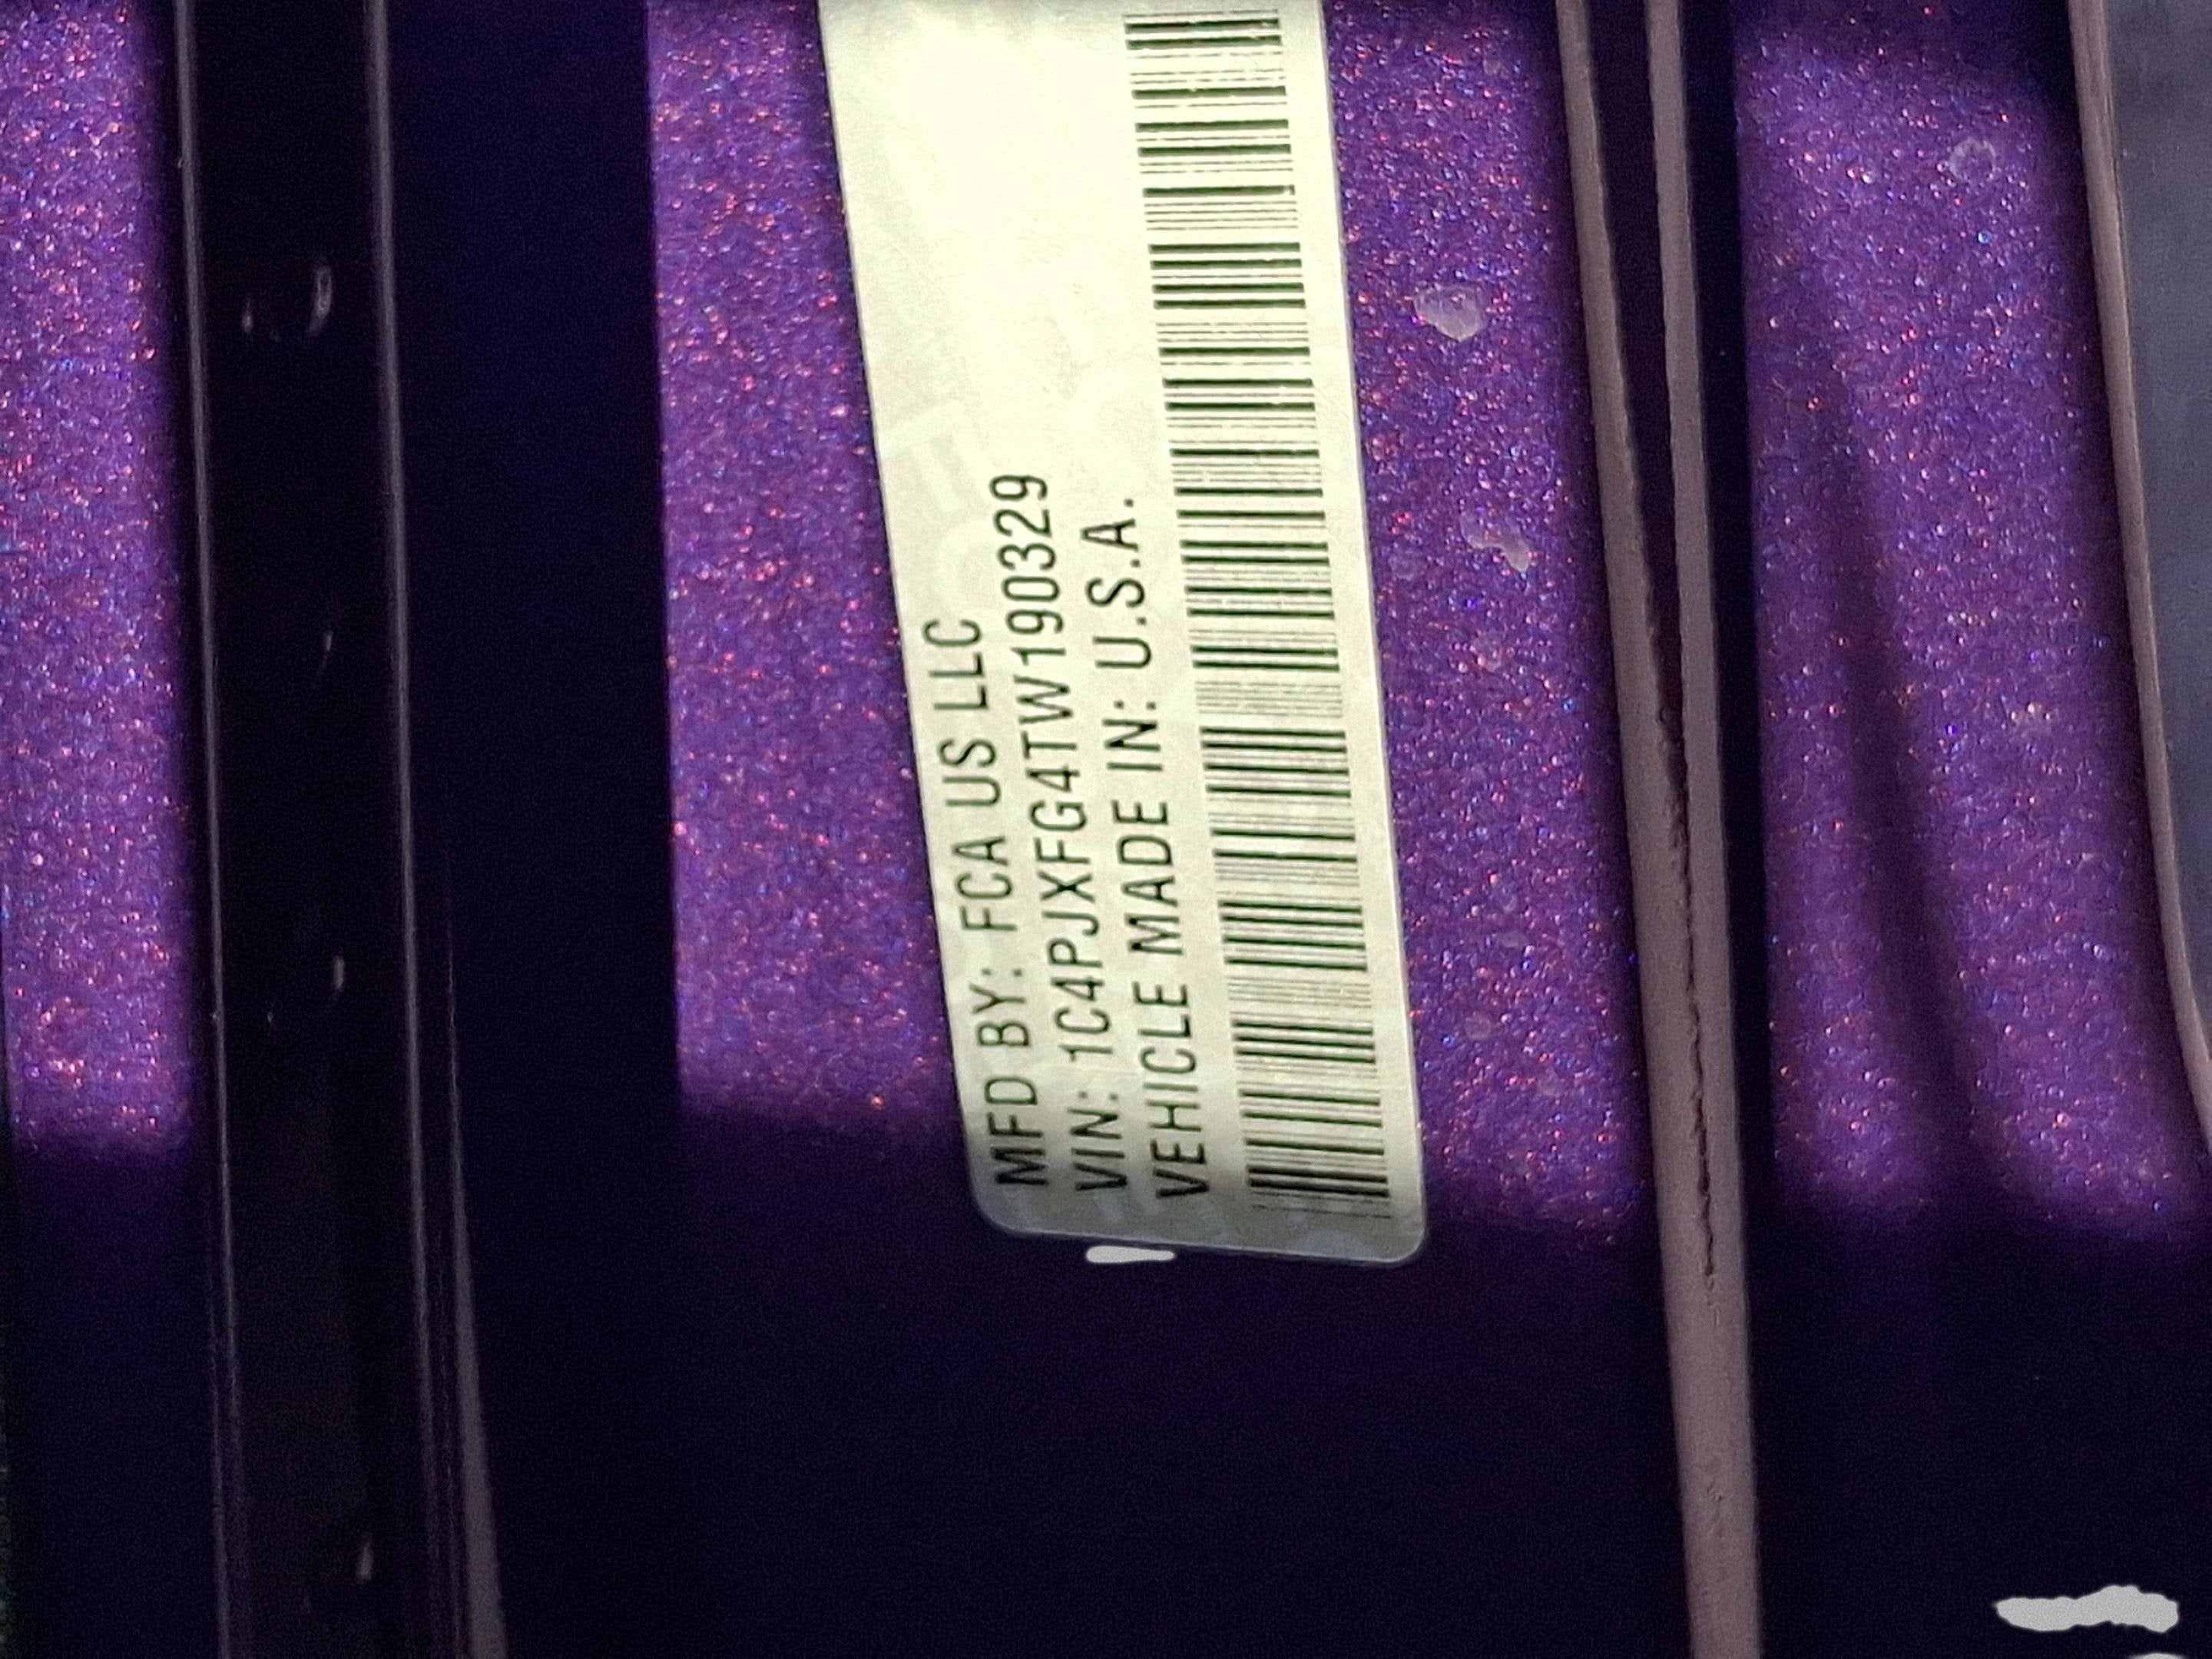 MFD BY: FCA US LLC
VIN: 1C4PJXFG4TW190329
VEHICLE MADE IN: U.S.A.